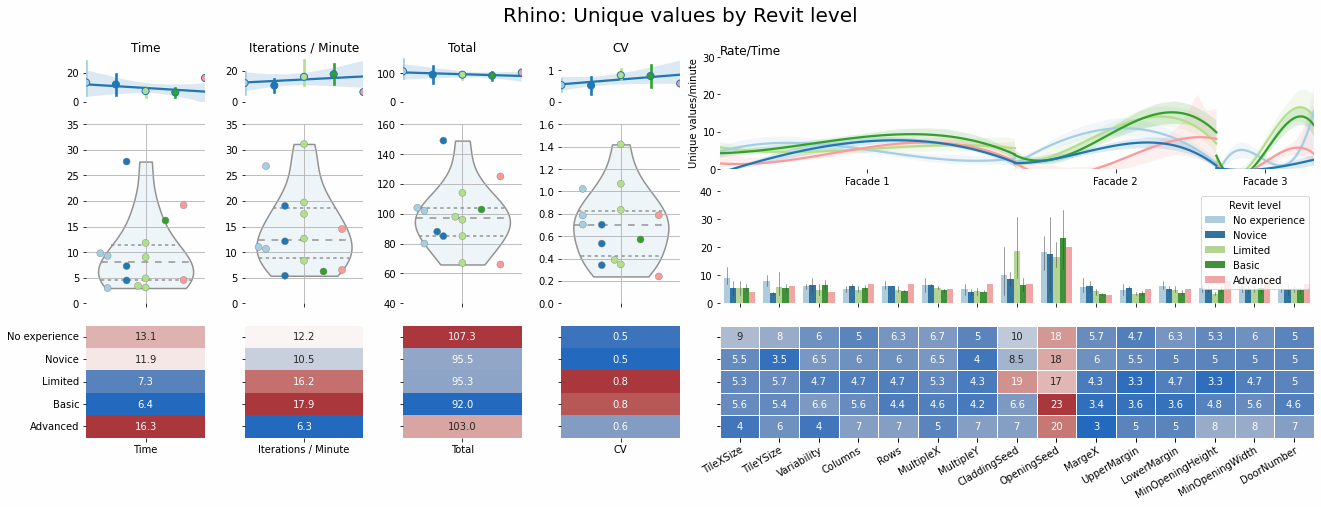 Rhino: Unique values by Revit level
Time
Iterations / Minute
Total
CV
Rate/Time
20
0
20
0
100
0
1
0
30
20
10
0
Unique values/minute
Facade 1
Facade 2
Facade 3
35
30
25
20
15
10
5
0
35
30
25
20
15
10
5
0
160
140
120
100
80
60
40
1.6
1.4
1.2
1.0
0.8
0.6
0.4
0.2
0.0
40
30
20
10
0
Revit level
No experience
Novice
Limited
Basic
Advanced
No experience 13.1 12.2 107.3 0.5 9 8 6 5 6.3 6.7 5 10 18 5.7 4.7 6.3 5.3 6 5
Novice 11.9 10.5 95.5 0.5 5.5 3.5 6.5 6 6 6.5 4 8.5 18 6 5.5 5 5 5 5
Limited 7.3 16.2 95.3 0.8 5.3 5.7 4.7 4.7 4.7 5.3 4.3 19 17 4.3 3.3 4.7 3.3 4.7 5
Basic 6.4 17.9 92.0 0.8 5.6 5.4 6.6 5.6 4.4 4.6 4.2 6.6 23 3.4 3.6 3.6 4.8 5.6 4.6
Advanced 16.3 6.3 103.0 0.6 4 6 4 7 7 5 7 7 20 3 5 5 8 8 7
Time
Iterations / Minute
Total
CV
TileXSize
TileYSize
Variability
Columns
Rows
MultipleX
MultipleY
CladdingSeed
OpeningSeed
MargeX
UpperMargin
LowerMargin
MinOpeningHeight
MinOpeningWidth
DoorNumber